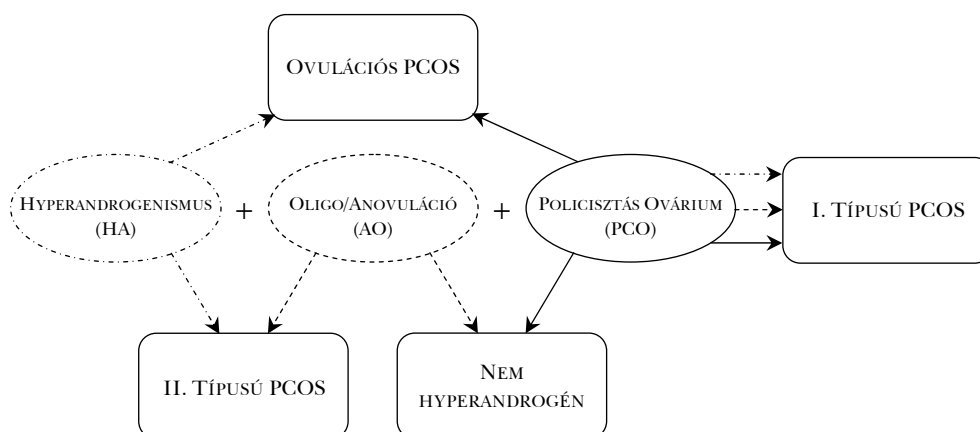 Ovulációs PCOS
Hyperandrogenismus
(HA)
+
Oligo/Anovuláció
(AO)
+
Policisztás Ovárium
(PCO)
I. Típusú PCOS
II. Típusú PCOS
Nem
hyperandrogén